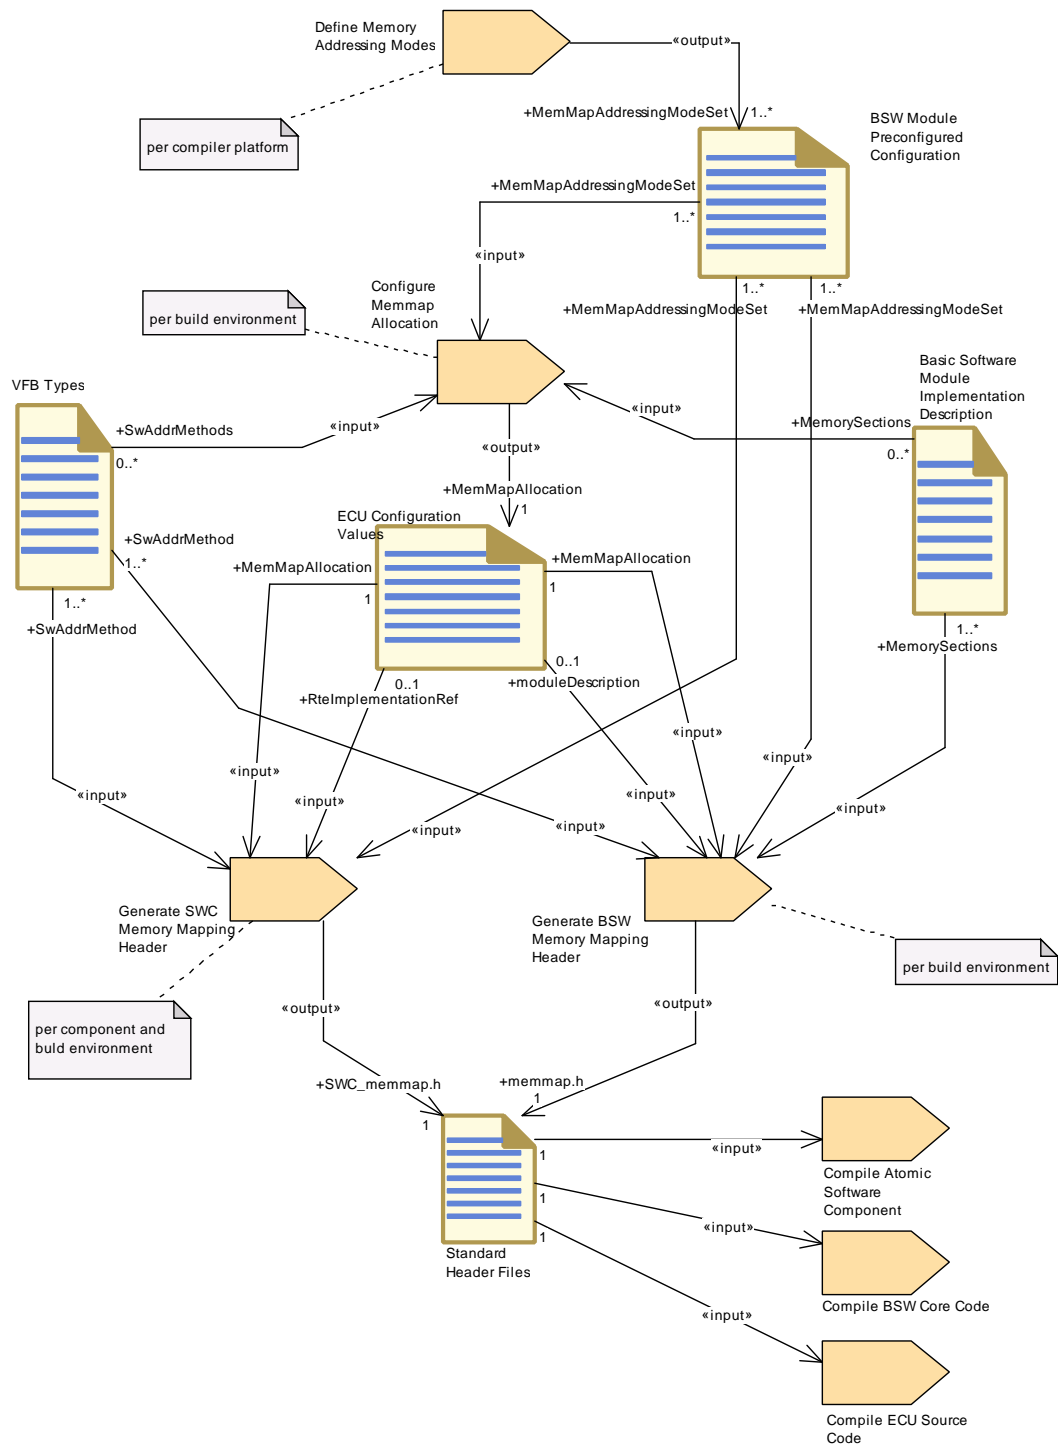 Define Memory
Addressing Modes
«output»
per compiler platform
+MemMapAddressingModeSet
1..*
BSW Module
Preconfigured
Configuration
+MemMapAddressingModeSet
1..*
«input»
1..*
1..*
+MemMapAddressingModeSet
+MemMapAddressingModeSet
Configure
Memmap
Allocation
per build environment
VFB Types
Basic Software
Module
Implementation
Description
+SwAddrMethods
0..*
«input»
«input»
+MemorySections
0..*
«output»
+MemMapAllocation
1
ECU Configuration
Values
+SwAddrMethod
1..*
+MemMapAllocation
1
+MemMapAllocation
1
1..*
+SwAddrMethod
1..*
+MemorySections
0..1
+RteImplementationRef
0..1
+moduleDescription
«input»
«input»
«input»
«input»
«input»
«input»
«input»
«input»
«input»
«input»
Generate SWC
Memory Mapping
Header
Generate BSW
Memory Mapping
Header
per build environment
per component and
buld environment
«output»
«output»
+SWC_memmap.h
1
+memmap.h
1
Standard
Header Files
1
1
1
«input»
«input»
«input»
Compile Atomic
Software
Component
Compile BSW Core Code
Compile ECU Source
Code